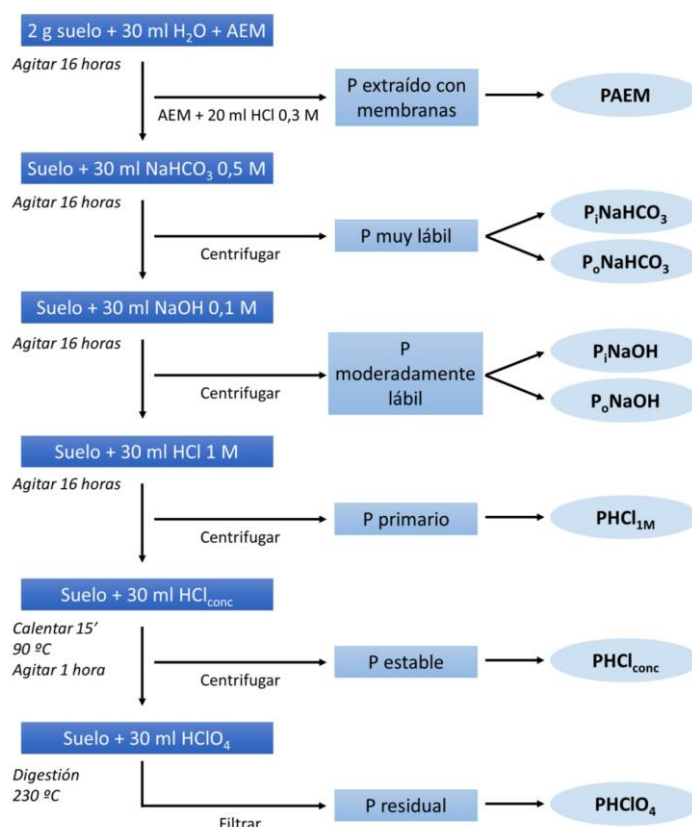 2 g suelo + 30 ml H₂O + AEM
Agitar 16 horas
AEM + 20 ml HCl 0,3 M
P extraído con
membranas
PAEM
Suelo + 30 ml NaHCO₃ 0,5 M
Agitar 16 horas
Centrifugar
P muy lábil
PᵢNaHCO₃
PₒNaHCO₃
Suelo + 30 ml NaOH 0,1 M
Agitar 16 horas
Centrifugar
P
moderadamente
lábil
PᵢNaOH
PₒNaOH
Suelo + 30 ml HCl 1 M
Agitar 16 horas
Centrifugar
P primario
PHCl1M
Suelo + 30 ml HClconc
Calentar 15’
90 ºC
Agitar 1 hora
Centrifugar
P estable
PHClconc
Suelo + 30 ml HClO₄
Digestión
230 ºC
Filtrar
P residual
PHClO₄